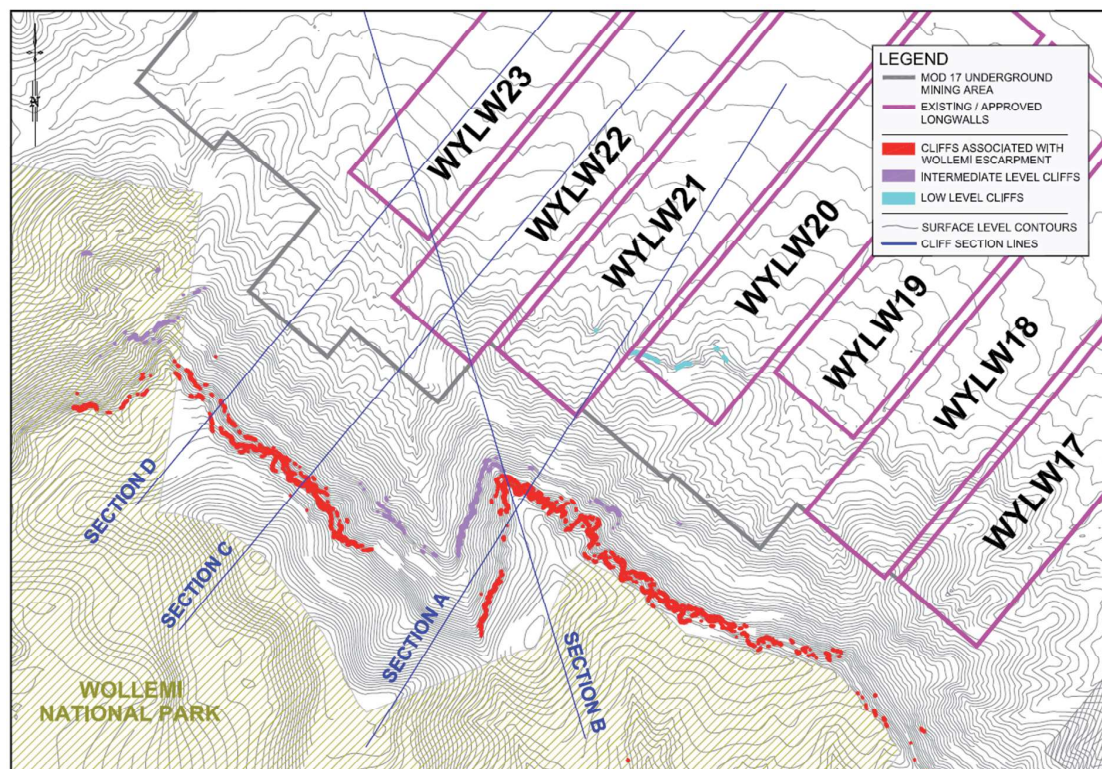 LEGEND
MOD 17 UNDERGROUND
MINING AREA
EXISTING / APPROVED
LONGWALLS
CLIFFS ASSOCIATED WITH
WOLLEMI ESCARPMENT
INTERMEDIATE LEVEL CLIFFS
LOW LEVEL CLIFFS
SURFACE LEVEL CONTOURS
CLIFF SECTION LINES
WYLW23
WYLW22
WYLW21
WYLW20
WYLW19
WYLW18
WYLW17
SECTION D
SECTION C
SECTION A
SECTION B
WOLLEMI
NATIONAL PARK